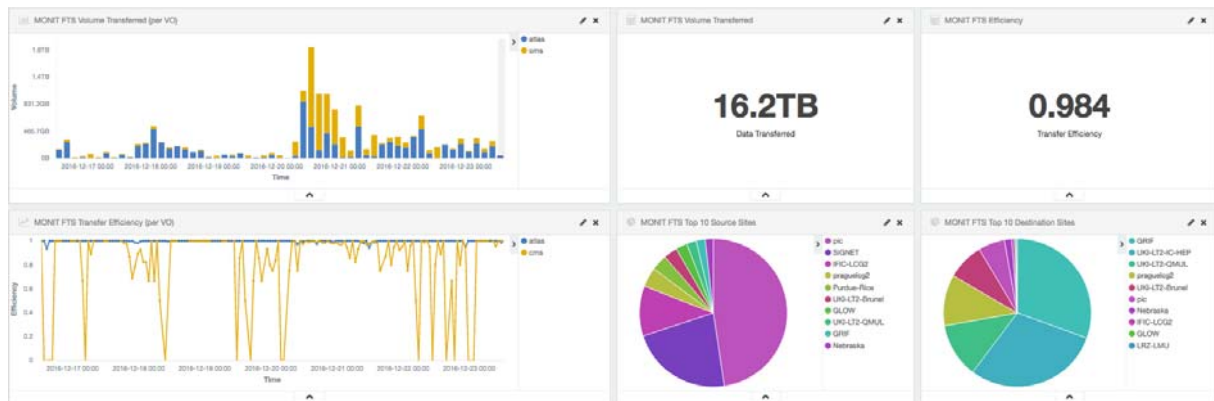 MONIT FTS Volume Transferred (per VO)
1.8TB
1.4TB
931.3GB
465.7GB
0B
Volume
2016-12-17 00:00 2016-12-18 00:00 2016-12-19 00:00 2016-12-20 00:00 2016-12-21 00:00 2016-12-22 00:00 2016-12-23 00:00
Time
atlas
cms
MONIT FTS Volume Transferred
16.2TB
Data Transferred
MONIT FTS Efficiency
0.984
Transfer Efficiency
MONIT FTS Transfer Efficiency (per VO)
1
0.8
0.6
0.4
0.2
0
Efficiency
2016-12-17 00:00 2016-12-18 00:00 2016-12-19 00:00 2016-12-20 00:00 2016-12-21 00:00 2016-12-22 00:00 2016-12-23 00:00
Time
atlas
cms
MONIT FTS Top 10 Source Sites
pic
SiGNET
IFIC-LCG2
praguelcg2
Purdue-Rice
UKI-LT2-Brunel
GLOW
UKI-LT2-QMUL
GRIF
Nebraska
MONIT FTS Top 10 Destination Sites
GRIF
UKI-LT2-IC-HEP
UKI-LT2-QMUL
praguelcg2
UKI-LT2-Brunel
pic
Nebraska
IFIC-LCG2
GLOW
LRZ-LMU